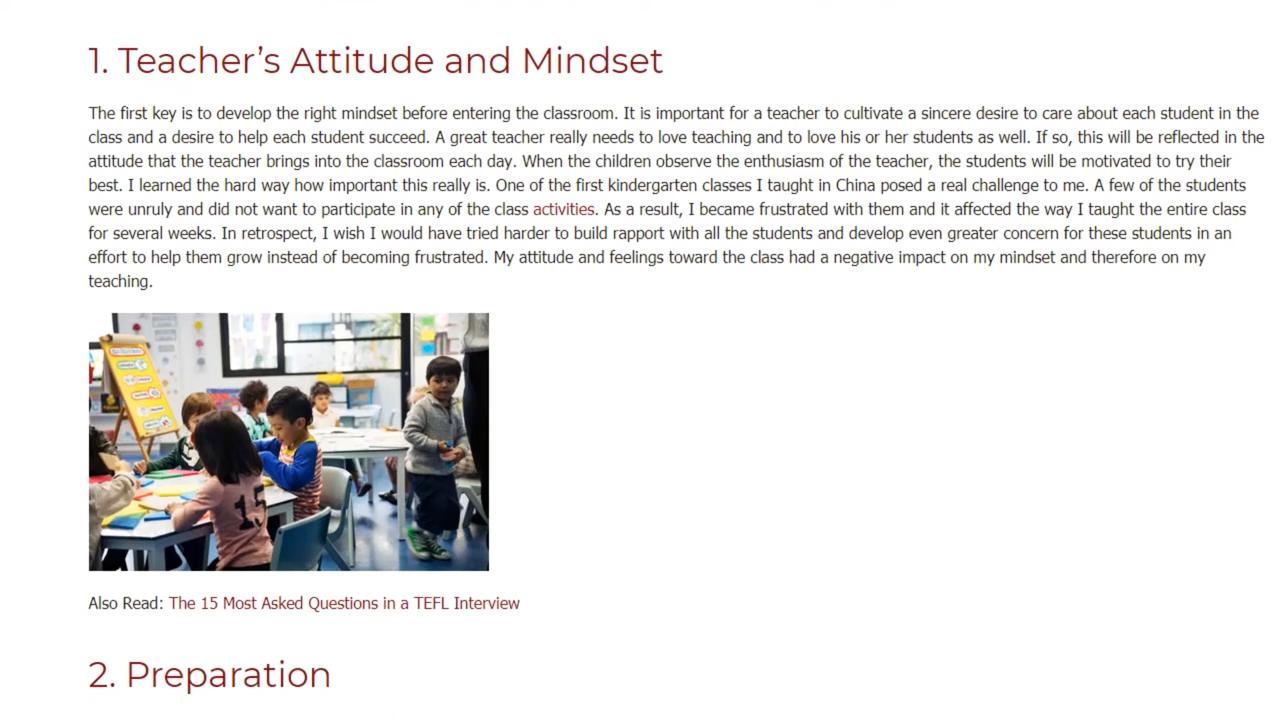 1. Teacher’s Attitude and Mindset
The first key is to develop the right mindset before entering the classroom. It is important for a teacher to cultivate a sincere desire to care about each student in the
class and a desire to help each student succeed. A great teacher really needs to love teaching and to love his or her students as well. If so, this will be reflected in the
attitude that the teacher brings into the classroom each day. When the children observe the enthusiasm of the teacher, the students will be motivated to try their
best. I learned the hard way how important this really is. One of the first kindergarten classes I taught in China posed a real challenge to me. A few of the students
were unruly and did not want to participate in any of the class activities. As a result, I became frustrated with them and it affected the way I taught the entire class
for several weeks. In retrospect, I wish I would have tried harder to build rapport with all the students and develop even greater concern for these students in an
effort to help them grow instead of becoming frustrated. My attitude and feelings toward the class had a negative impact on my mindset and therefore on my
teaching.
15
Also Read: The 15 Most Asked Questions in a TEFL Interview
2. Preparation